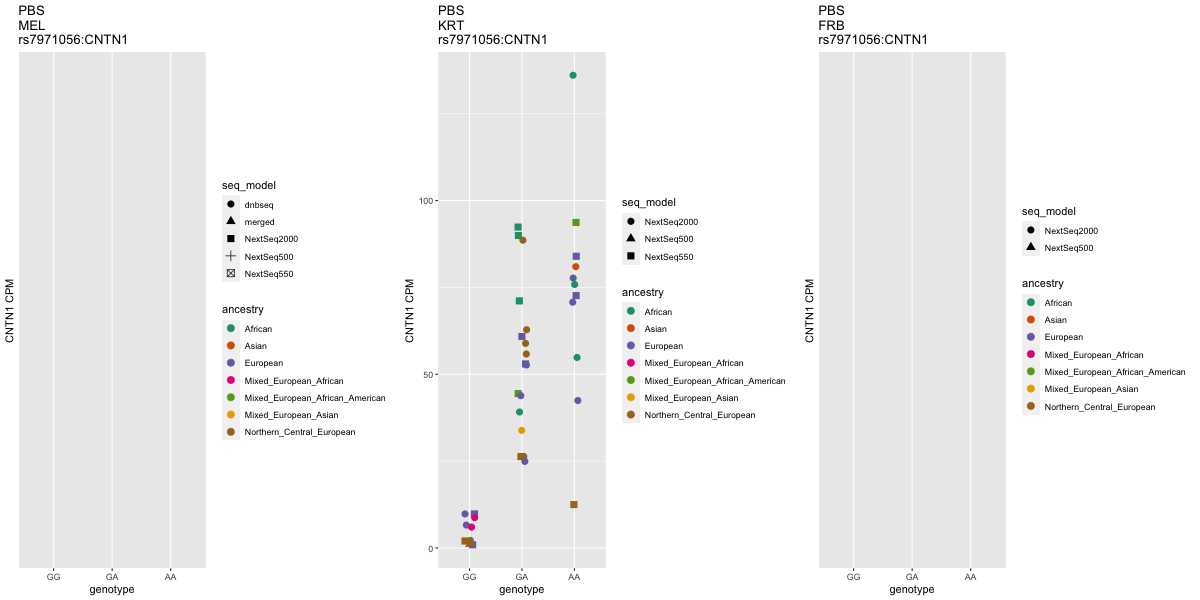 PBS
MEL
rs7971056:CNTN1
CNTN1 CPM
GG
GA
AA
genotype
seq_model
dnbseq
merged
NextSeq2000
NextSeq500
NextSeq550
ancestry
African
Asian
European
Mixed_European_African
Mixed_European_African_American
Mixed_European_Asian
Northern_Central_European
PBS
KRT
rs7971056:CNTN1
CNTN1 CPM
100
50
0
GG
GA
AA
genotype
seq_model
NextSeq2000
NextSeq500
NextSeq550
ancestry
African
Asian
European
Mixed_European_African
Mixed_European_African_American
Mixed_European_Asian
Northern_Central_European
PBS
FRB
rs7971056:CNTN1
CNTN1 CPM
GG
GA
AA
genotype
seq_model
NextSeq2000
NextSeq500
ancestry
African
Asian
European
Mixed_European_African
Mixed_European_African_American
Mixed_European_Asian
Northern_Central_European